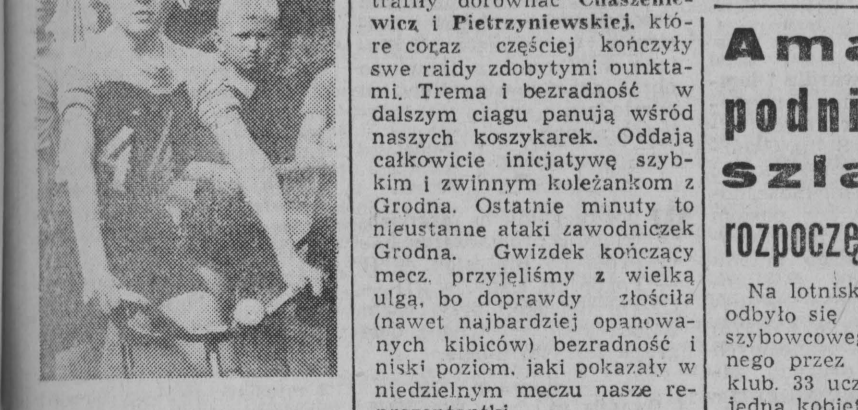 wicz i Pietrzyniewskiej, któ-
re coraz częściej kończyły
swe raidy zdobytymi punkta-
mi. Trema i bezradność w
dalszym ciągu panują wśród
naszych koszykarek. Oddają
całkowicie inicjatywę szyb-
kim i zwinnym koleżankom z
Grodna. Ostatnie minuty to
nieustanne ataki zawodniczek
Grodna. Gwizdek kończący
mecz. przyjęliśmy z wielką
ulgą, bo doprawdy złościła
(nawet najbardziej opanowa-
nych kibiców) bezradność i
niski poziom, jaki pokazały w
niedzielnym meczu nasze re-
Ama
podni
szla
rozpoczę
Na lotnisk
odbyło się
szybowcoweg
nego przez
klub. 33 ucz
jedna kobiet